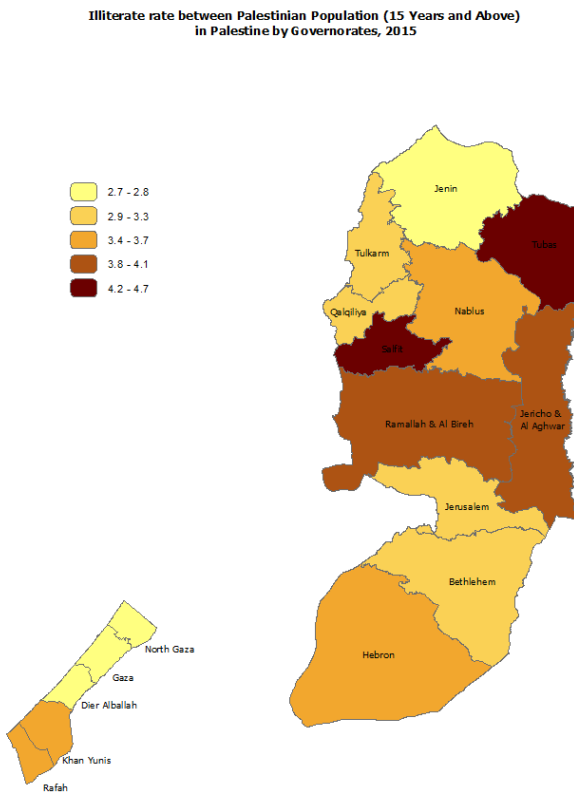 Illiterate rate between Palestinian Population (15 Years and Above)
in Palestine by Governorates, 2015
2.7 - 2.8
2.9 - 3.3
3.4 - 3.7
3.8 - 4.1
4.2 - 4.7
Jenin
Tubas
Tulkarm
Qalqiliya
Nablus
Salfit
Ramallah & Al Bireh
Jericho &
Al Aghwar
Jerusalem
Bethlehem
Hebron
North Gaza
Gaza
Dier Alballah
Khan Yunis
Rafah